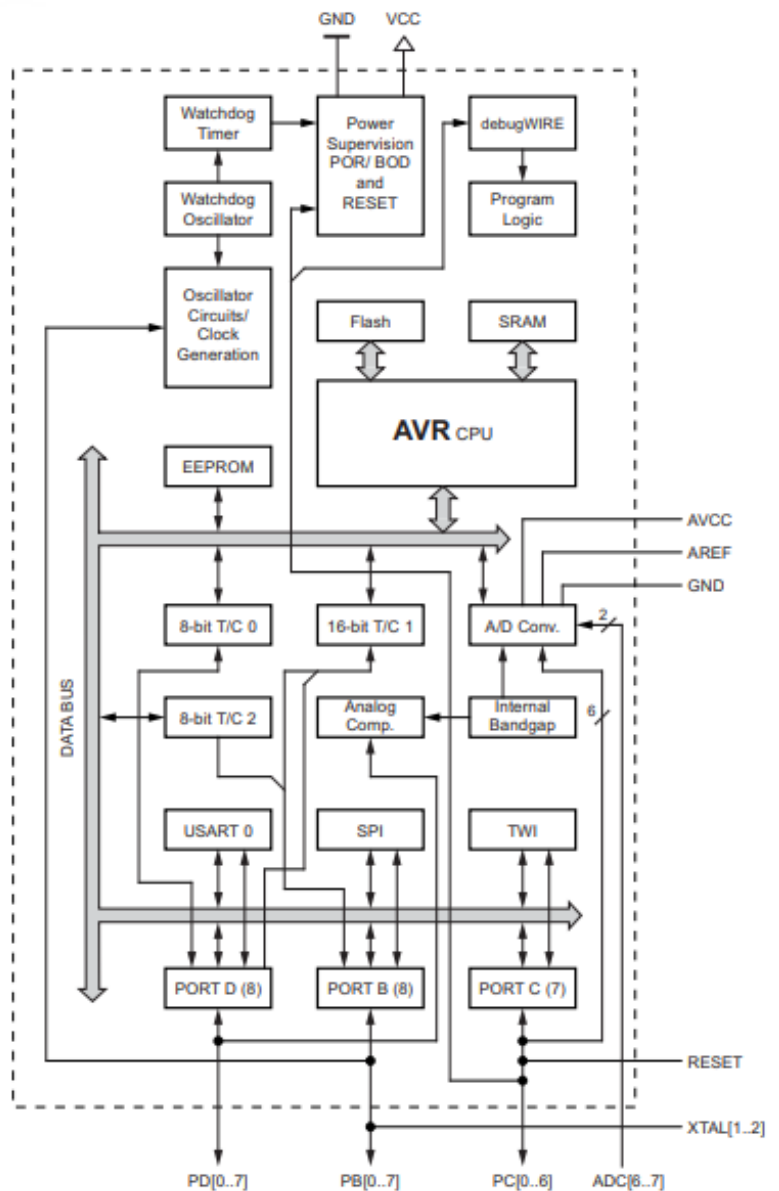 GND
VCC
Watchdog
Timer
Power
Supervision
POR/ BOD
and
RESET
debugWIRE
Watchdog
Oscillator
Program
Logic
Oscillator
Circuits/
Clock
Generation
Flash
SRAM
AVR CPU
EEPROM
AVCC
AREF
GND
8-bit T/C 0
16-bit T/C 1
A/D Conv.
2
DATA BUS
8-bit T/C 2
Analog
Comp.
Internal
Bandgap
6
USART 0
SPI
TWI
PORT D (8)
PORT B (8)
PORT C (7)
RESET
XTAL[1..2]
PD[0..7]
PB[0..7]
PC[0..6]
ADC[6..7]